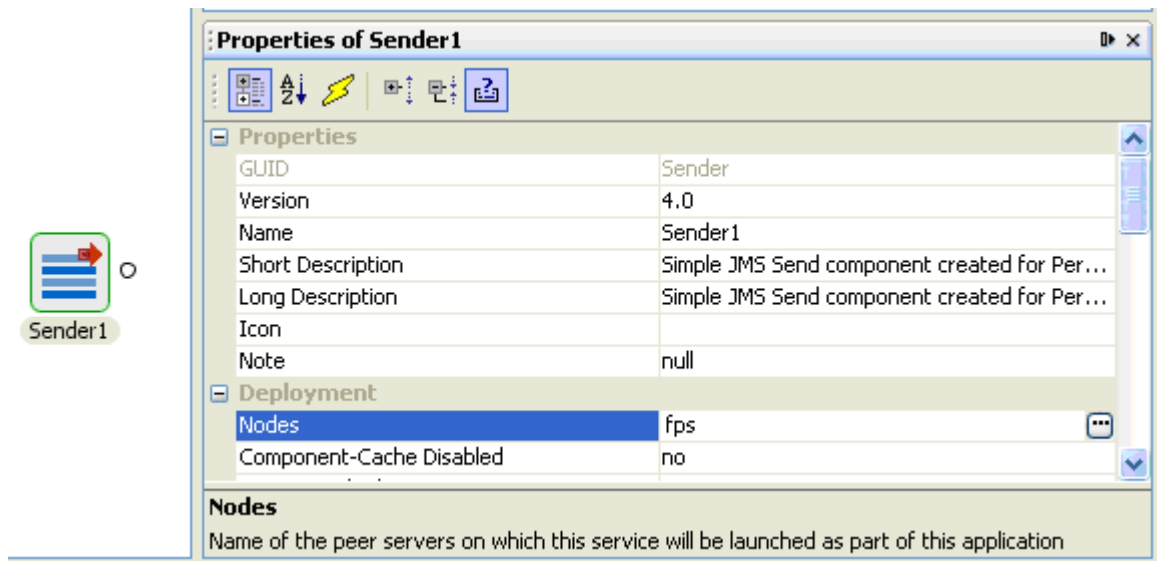 Properties of Sender1
Properties
GUID Sender
Version 4.0
Name Sender1
Short Description Simple JMS Send component created for Per...
Long Description Simple JMS Send component created for Per...
Icon
Note null
Deployment
Nodes fps
Component-Cache Disabled no
Nodes
Name of the peer servers on which this service will be launched as part of this application
Sender1